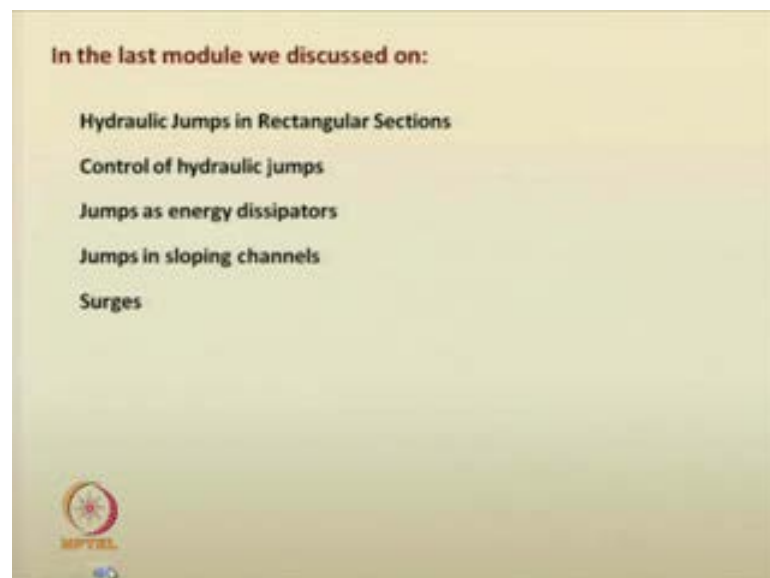 In the last module we discussed on:
Hydraulic Jumps in Rectangular Sections
Control of hydraulic jumps
Jumps as energy dissipators
Jumps in sloping channels
Surges
NPTEL